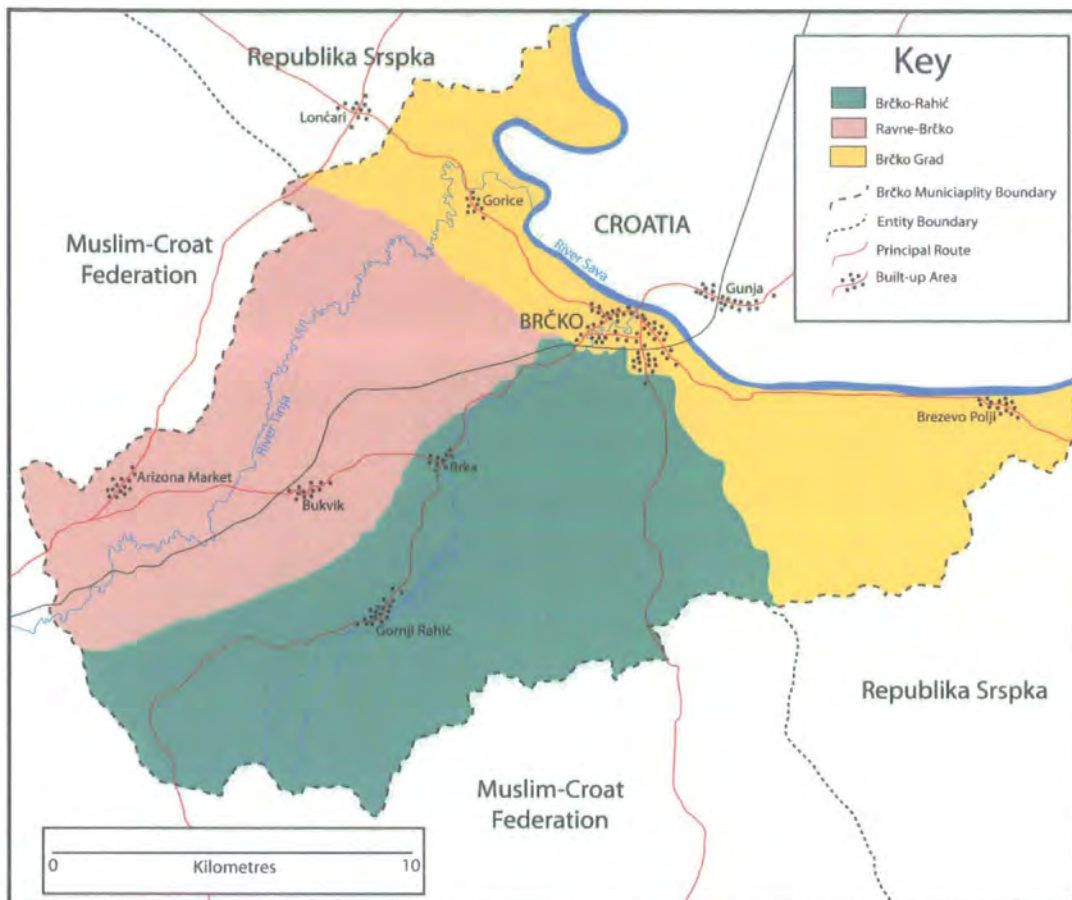 Republika Srspka
Lončari
Gorice
CROATIA
Muslim-Croat
Federation
River Sava
Gunja
BRČKO
River Tinja
Brezevo Polji
Arizona Market
Brka
Bukvik
Gornji Rahić
Republika Srspka
Muslim-Croat
Federation
0
10
Kilometres
Key
Brčko-Rahić
Ravne-Brčko
Brčko Grad
Brčko Municiaplity Boundary
Entity Boundary
Principal Route
Built-up Area